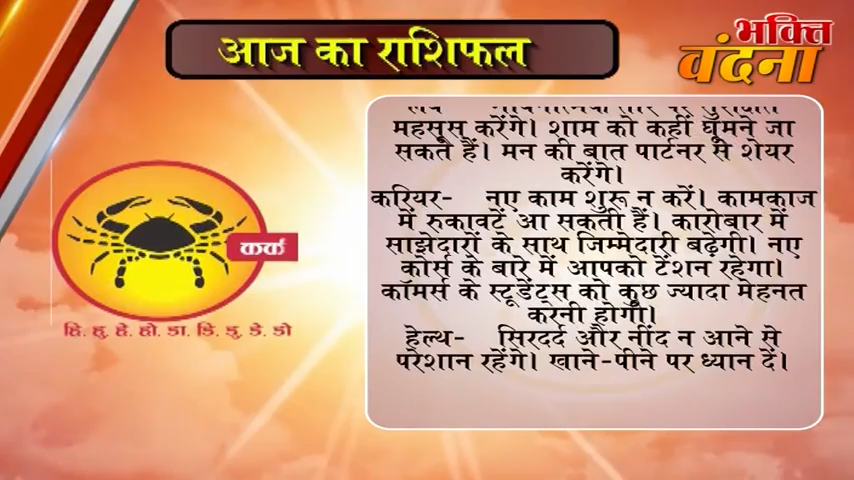 आज का राशिफल
भक्ति
वंदना
महसूस करेंगे। शाम को कहीं घूमने जा
सकते हैं। मन की बात पार्टनर से शेयर
करेंगे।
करियर- नए काम शुरू न करें। कामकाज
में रुकावटें आ सकती हैं। कारोबार में
साझेदारों के साथ जिम्मेदारी बढ़ेगी। नए
कोर्स के बारे में आपको टेंशन रहेगा।
कॉमर्स के स्टूडेंट्स को कुछ ज्यादा मेहनत
करनी होगी।
हेल्थ- सिरदर्द और नींद न आने से
परेशान रहेंगे। खाने-पीने पर ध्यान दें।
कर्क
हि. हु. हे. हो. डा. डि. डु. डे. डो